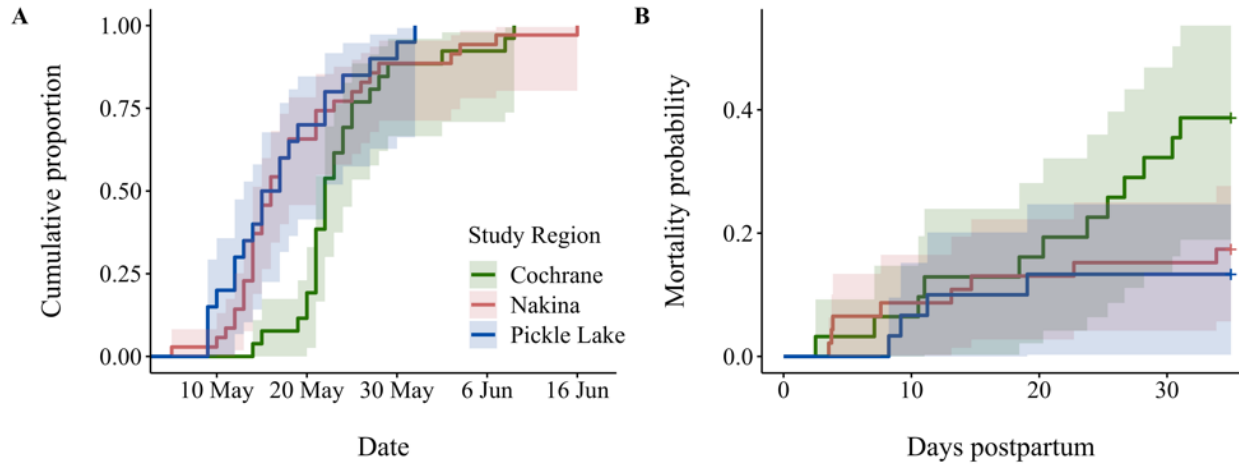 A
Cumulative proportion
1.00
0.75
0.50
0.25
0.00
10 May
20 May
30 May
6 Jun
16 Jun
Date
Study Region
Cochrane
Nakina
Pickle Lake
B
Mortality probability
0.4
0.2
0.0
0
10
20
30
Days postpartum